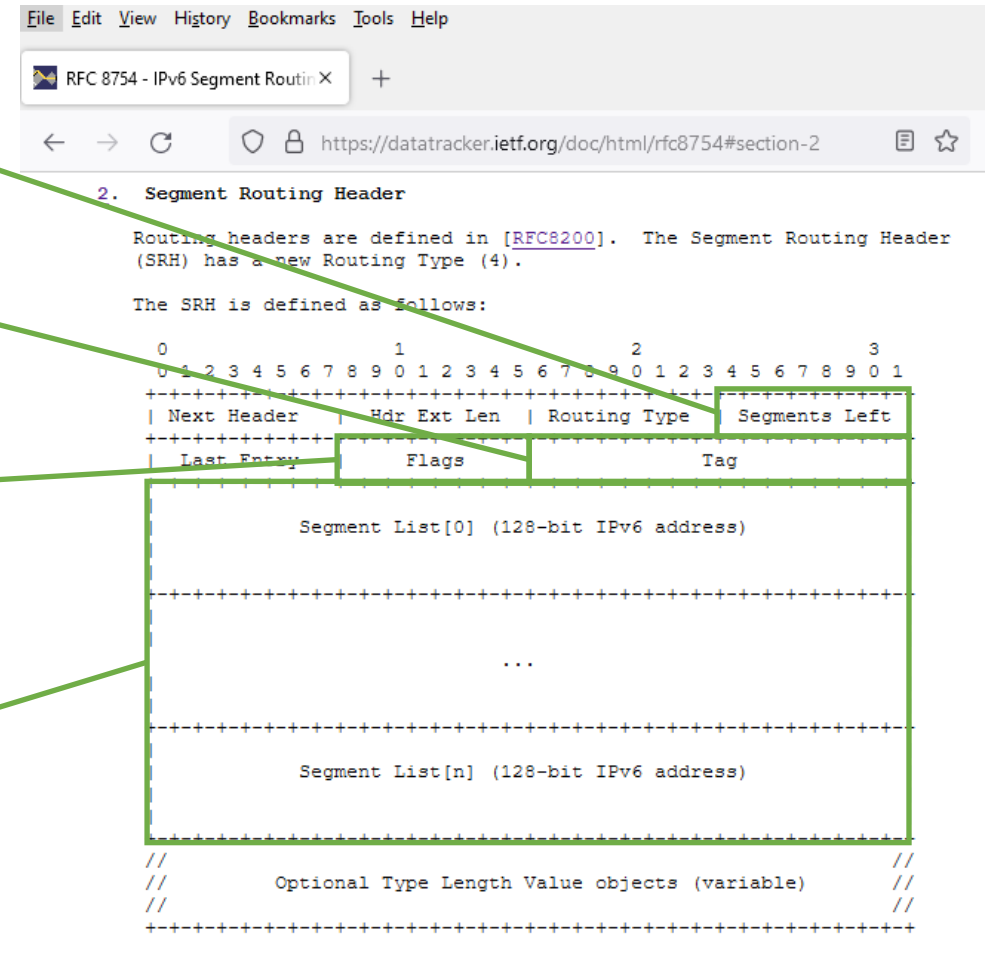 File Edit View History Bookmarks Tools Help
RFC 8754 - IPv6 Segment Routin
https://datatracker.ietf.org/doc/html/rfc8754#section-2
2. Segment Routing Header
Routing headers are defined in [RFC8200]. The Segment Routing Header
(SRH) has a new Routing Type (4).
The SRH is defined as follows:
0 1 2 3
0 1 2 3 4 5 6 7 8 9 0 1 2 3 4 5 6 7 8 9 0 1 2 3 4 5 6 7 8 9 0 1
+-+-+-+-+-+-+-+-+-+-+-+-+-+-+-+-+-+-+-+-+-+-+-+-+-+-+-+-+-+-+-+-+
| Next Header | Hdr Ext Len | Routing Type | Segments Left
+-+-+-+-+-+-+-+-+-+-+-+-+-+-+-+-+-+-+-+-+-+-+-+-+-+-+-+-+-+-+-+-+
| Last Entry | Flags Tag
+-+-+-+-+-+-+-+-+-+-+-+-+-+-+-+-+-+-+-+-+-+-+-+-+-+-+-+-+-+-+-+-+
Segment List[0] (128-bit IPv6 address)
+-+-+-+-+-+-+-+-+-+-+-+-+-+-+-+-+-+-+-+-+-+-+-+-+-+-+-+-+-+-+-+-+
...
+-+-+-+-+-+-+-+-+-+-+-+-+-+-+-+-+-+-+-+-+-+-+-+-+-+-+-+-+-+-+-+-+
Segment List[n] (128-bit IPv6 address)
+-+-+-+-+-+-+-+-+-+-+-+-+-+-+-+-+-+-+-+-+-+-+-+-+-+-+-+-+-+-+-+-+
// //
// Optional Type Length Value objects (variable) //
// //
+-+-+-+-+-+-+-+-+-+-+-+-+-+-+-+-+-+-+-+-+-+-+-+-+-+-+-+-+-+-+-+-+